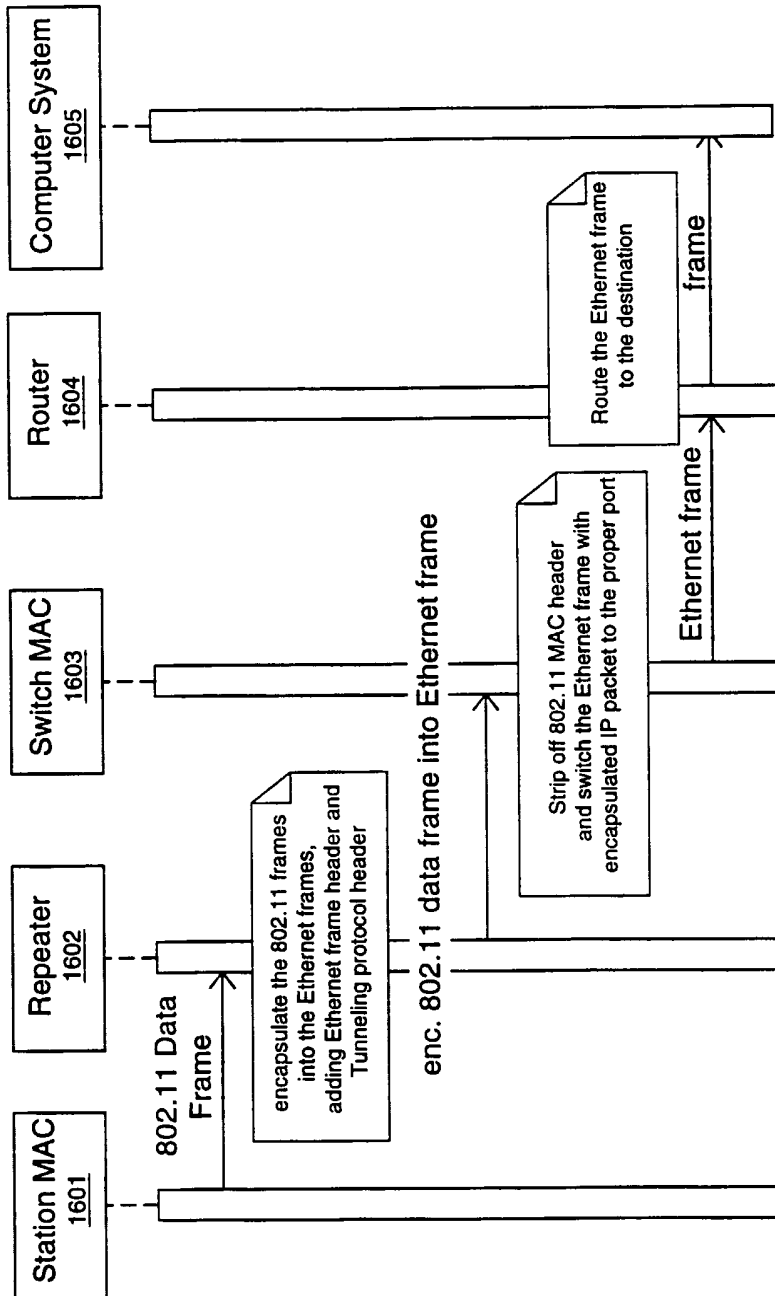 Station MAC
1601
Repeater
1602
Switch MAC
1603
Router
1604
Computer System
1605
802.11 Data
Frame
encapsulate the 802.11 frames
into the Ethernet frames,
adding Ethernet frame header and
Tunneling protocol header
enc. 802.11 data frame into Ethernet frame
Strip off 802.11 MAC header
and switch the Ethernet frame with
encapsulated IP packet to the proper port
Ethernet frame
Route the Ethernet frame
to the destination
frame